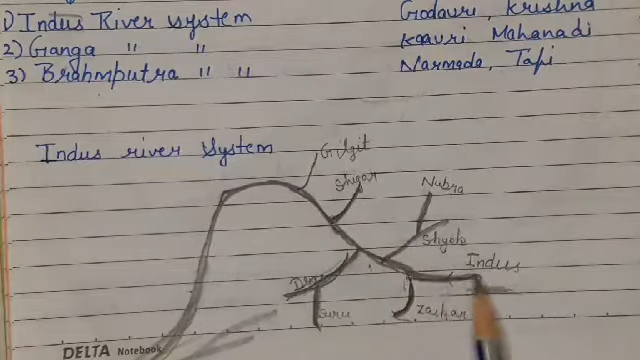 1) Indus River system
2) Ganga " "
3) Brahmputra " "
Godavri, Krishna
Kaavri Mahanadi
Narmada, Tapi
Indus river System
Gilgit
Shigar
Nubra
Shyok
Indus
Zaskar
DELTA Notebook